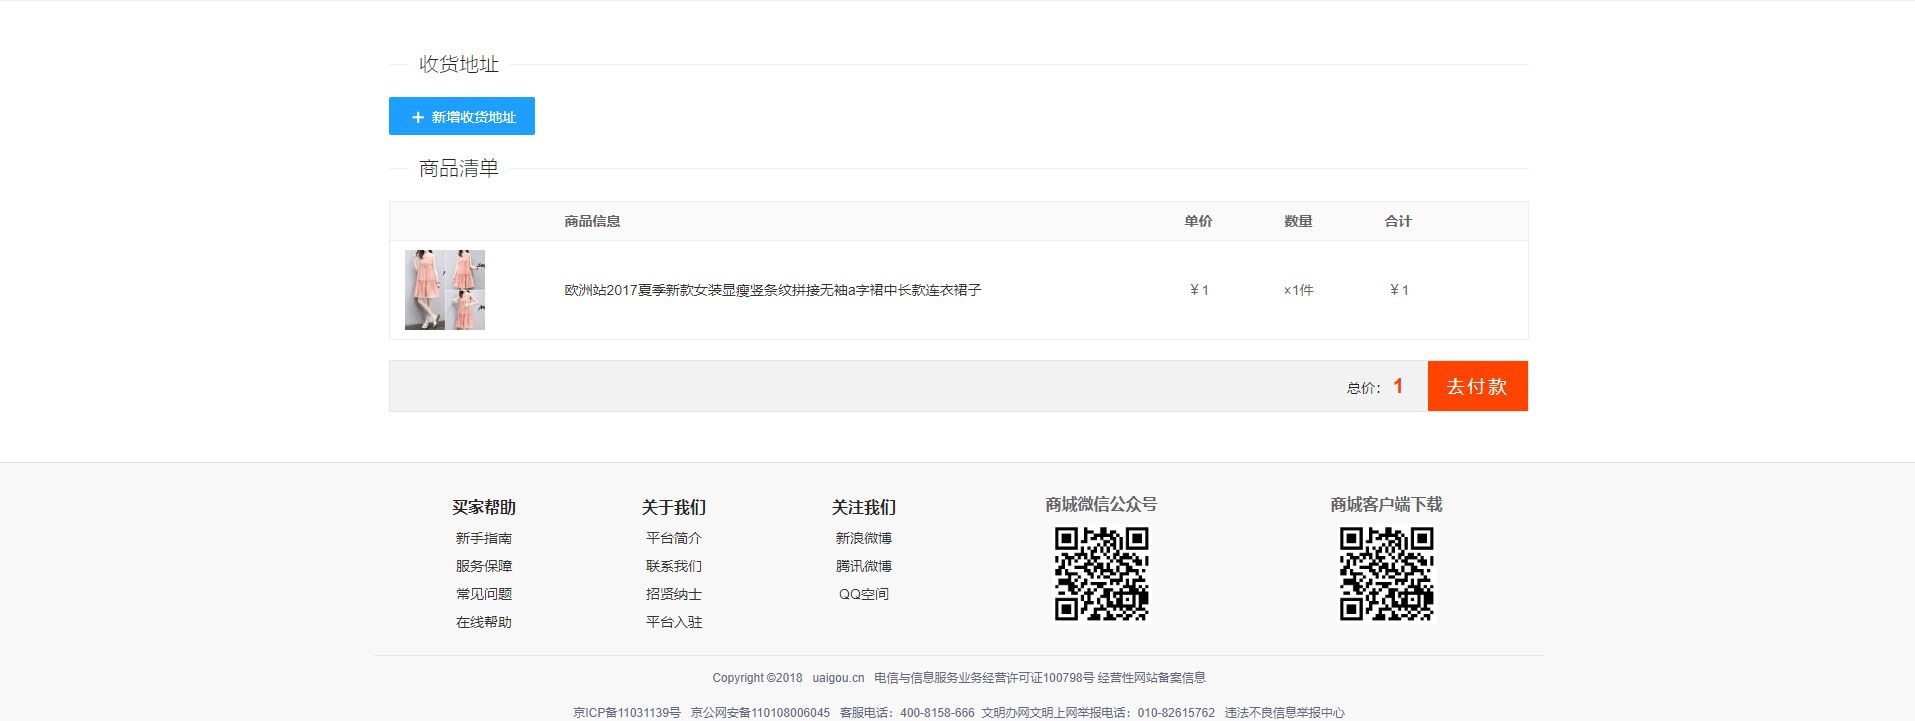 收货地址
+ 新增收货地址
商品清单
商品信息 单价 数量 合计
欧洲站2017夏季新款女装显瘦竖条纹拼接无袖a字裙中长款连衣裙子 ¥1 ×1件 ¥1
总价： 1 去付款
买家帮助 关于我们 关注我们 商城微信公众号 商城客户端下载
新手指南 平台简介 新浪微博
服务保障 联系我们 腾讯微博
常见问题 招贤纳士 QQ空间
在线帮助 平台入驻
Copyright ©2018 uaigou.cn 电信与信息服务业务经营许可证100798号 经营性网站备案信息
京ICP备11031139号 京公网安备110108006045 客服电话：400-8158-666 文明办网文明上网举报电话：010-82615762 违法不良信息举报中心